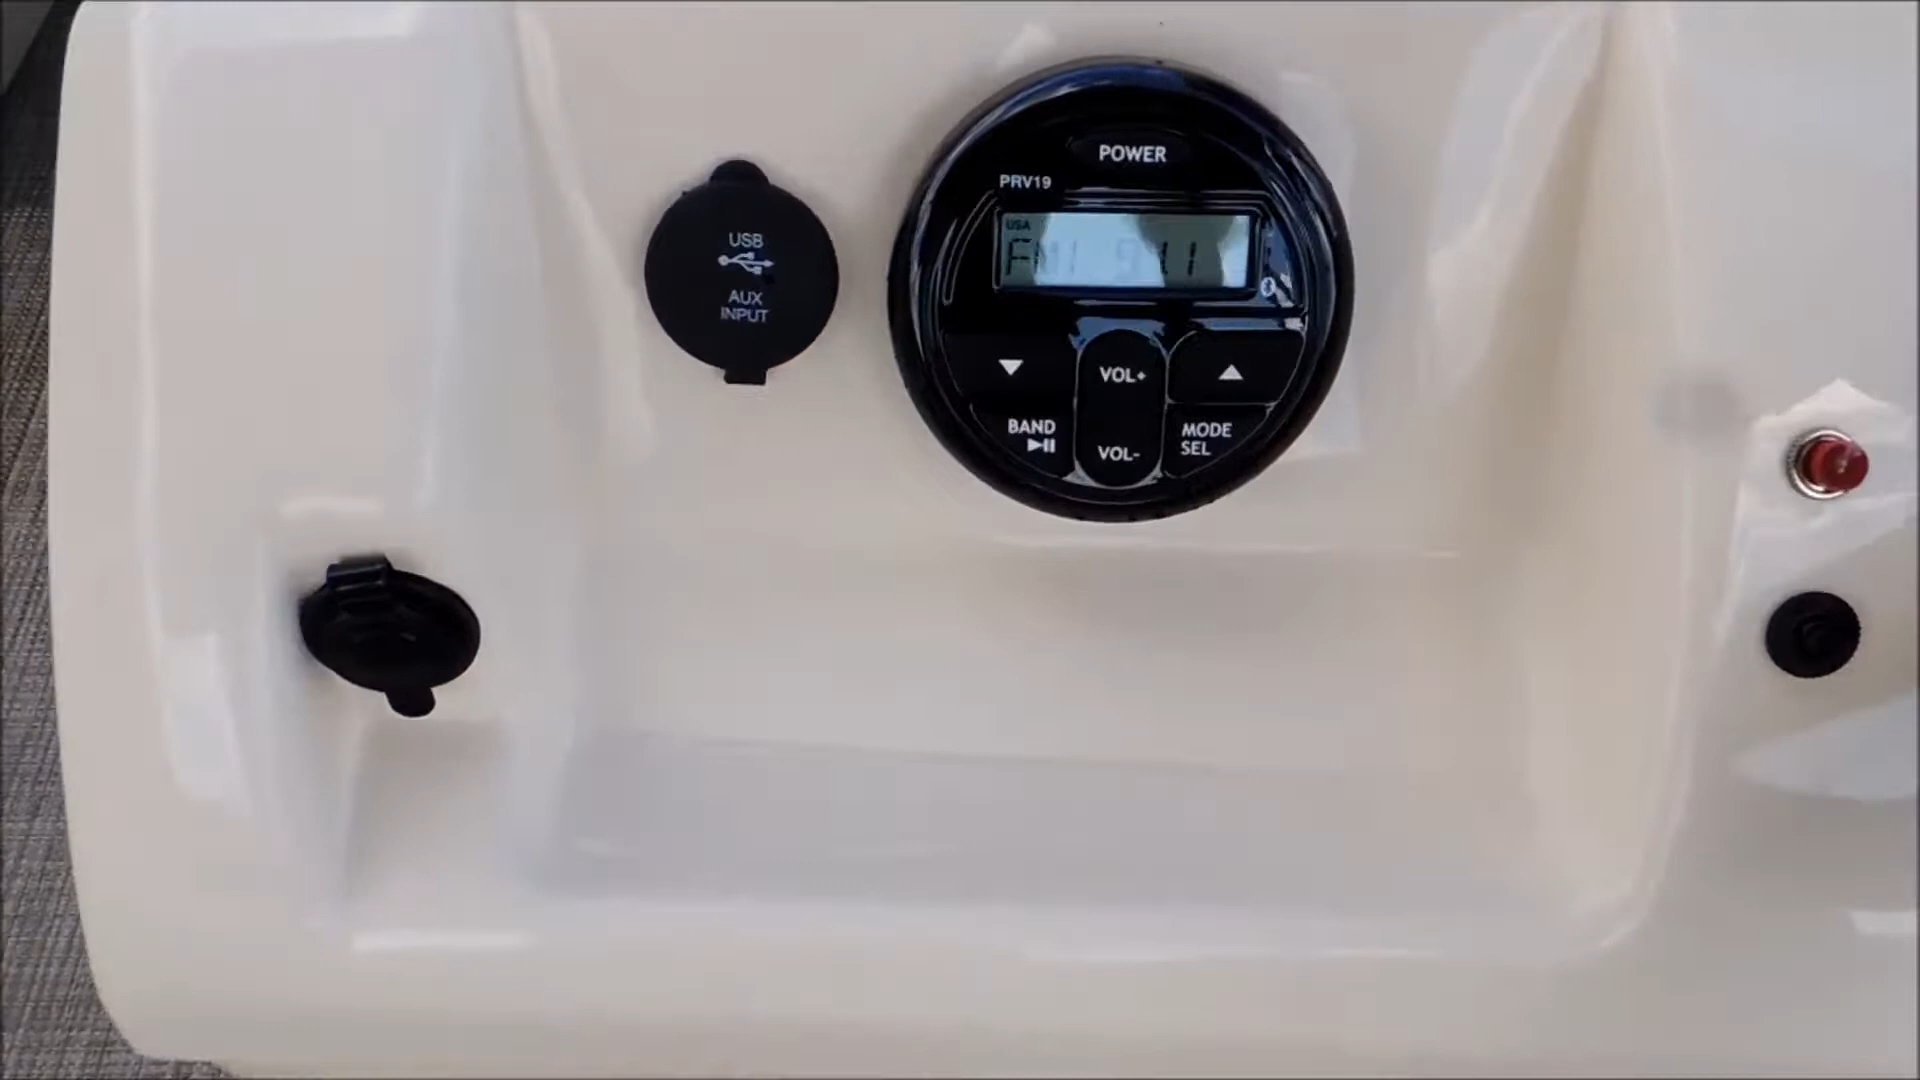 POWER
PRV19
USA
FM1
USB
AUX
INPUT
VOL+
BAND
VOL-
MODE
SEL